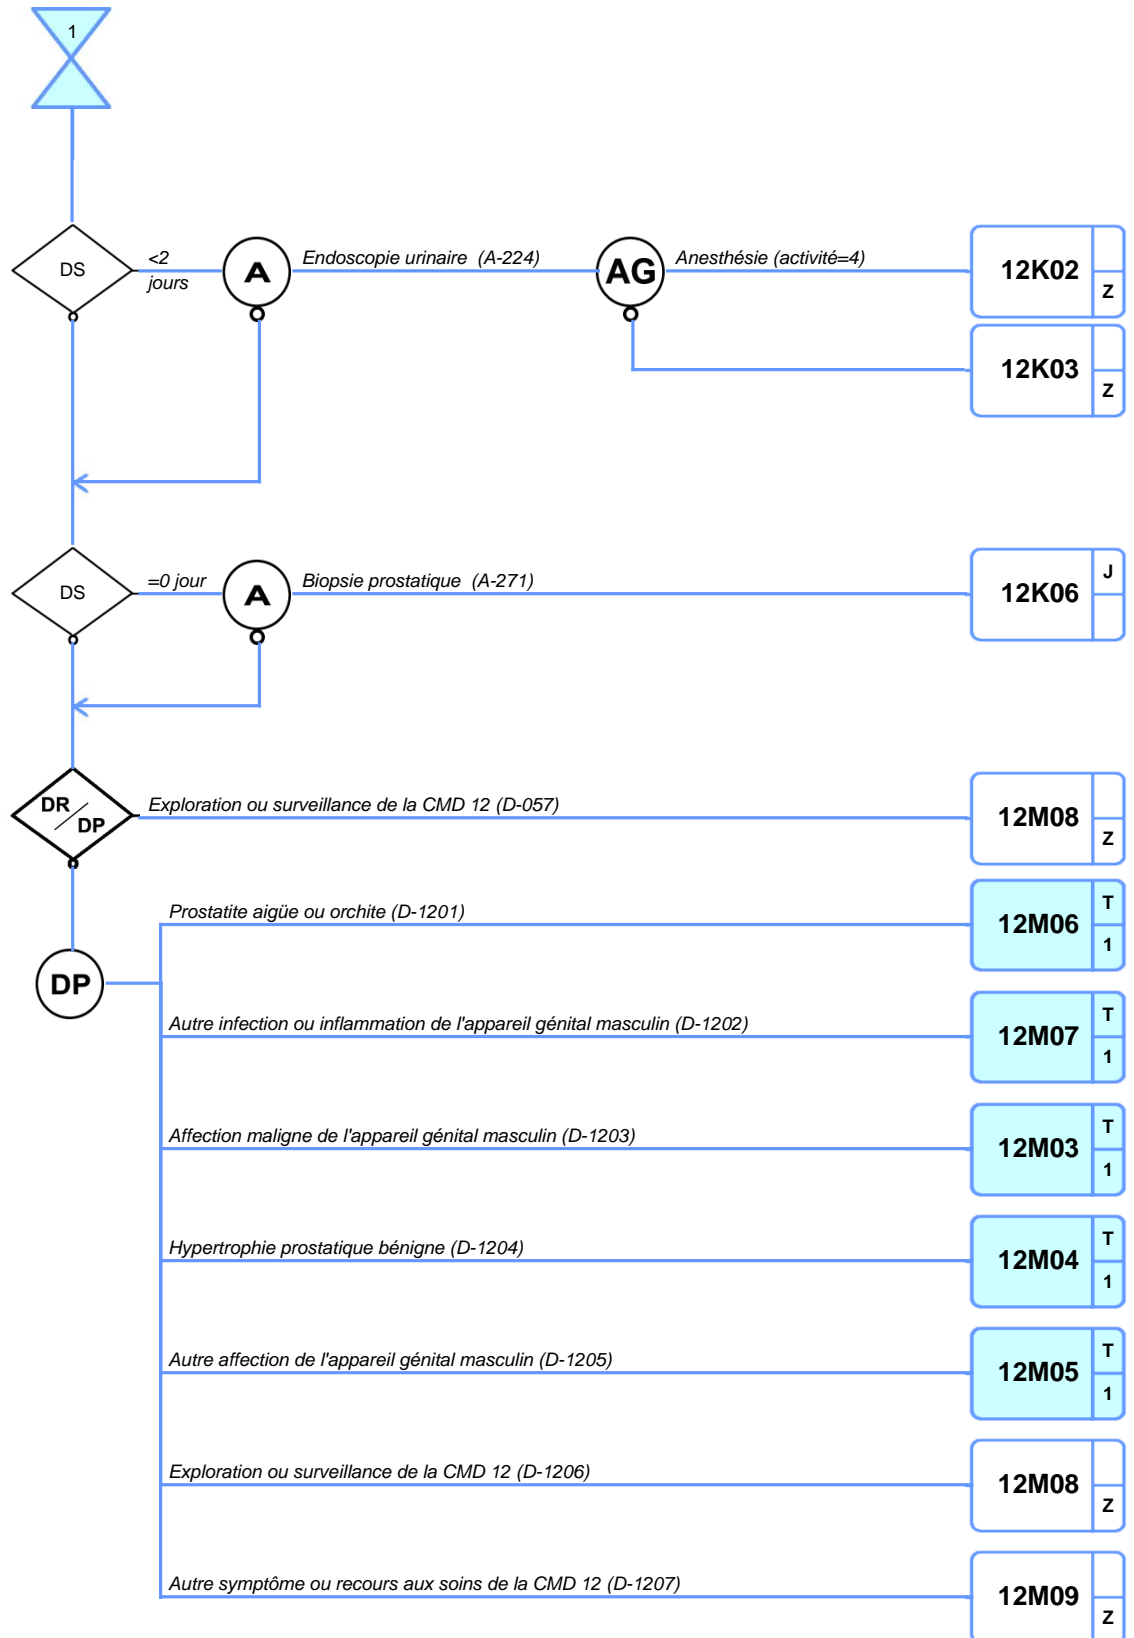 1
DS
<2
jours
A
Endoscopie urinaire (A-224)
AG
Anesthésie (activité=4)
12K02
Z
12K03
Z
DS
=0 jour
A
Biopsie prostatique (A-271)
12K06
J
DR
DP
Exploration ou surveillance de la CMD 12 (D-057)
12M08
Z
Prostatite aigüe ou orchite (D-1201)
12M06
T
1
DP
Autre infection ou inflammation de l'appareil génital masculin (D-1202)
12M07
T
1
Affection maligne de l'appareil génital masculin (D-1203)
12M03
T
1
Hypertrophie prostatique bénigne (D-1204)
12M04
T
1
Autre affection de l'appareil génital masculin (D-1205)
12M05
T
1
Exploration ou surveillance de la CMD 12 (D-1206)
12M08
Z
Autre symptôme ou recours aux soins de la CMD 12 (D-1207)
12M09
Z